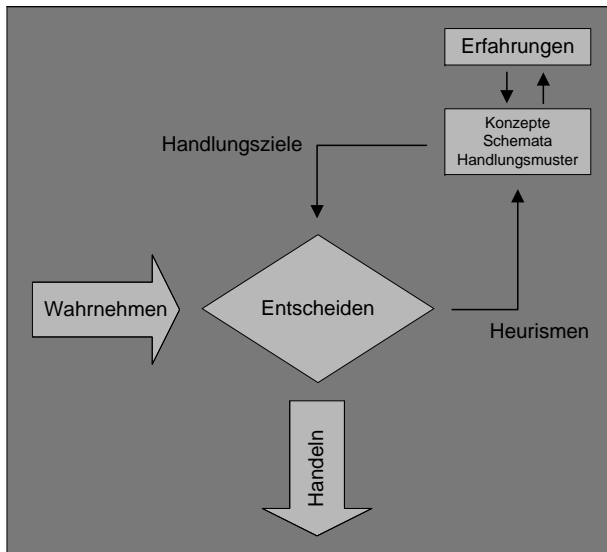 Erfahrungen
Konzepte
Schemata
Handlungsmuster
Handlungsziele
Wahrnehmen
Entscheiden
Heurismen
Handeln